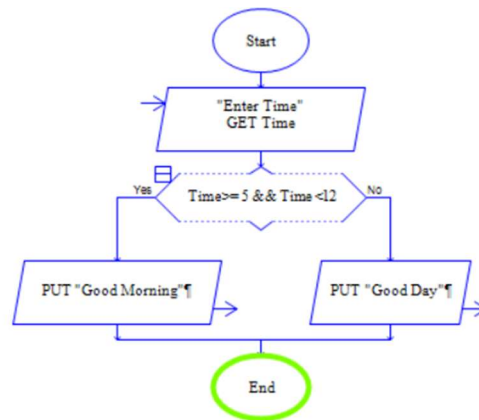 Start
"Enter Time"
GET Time
Yes
Time>= 5 && Time <12
No
PUT "Good Morning"¶
PUT "Good Day"¶
End